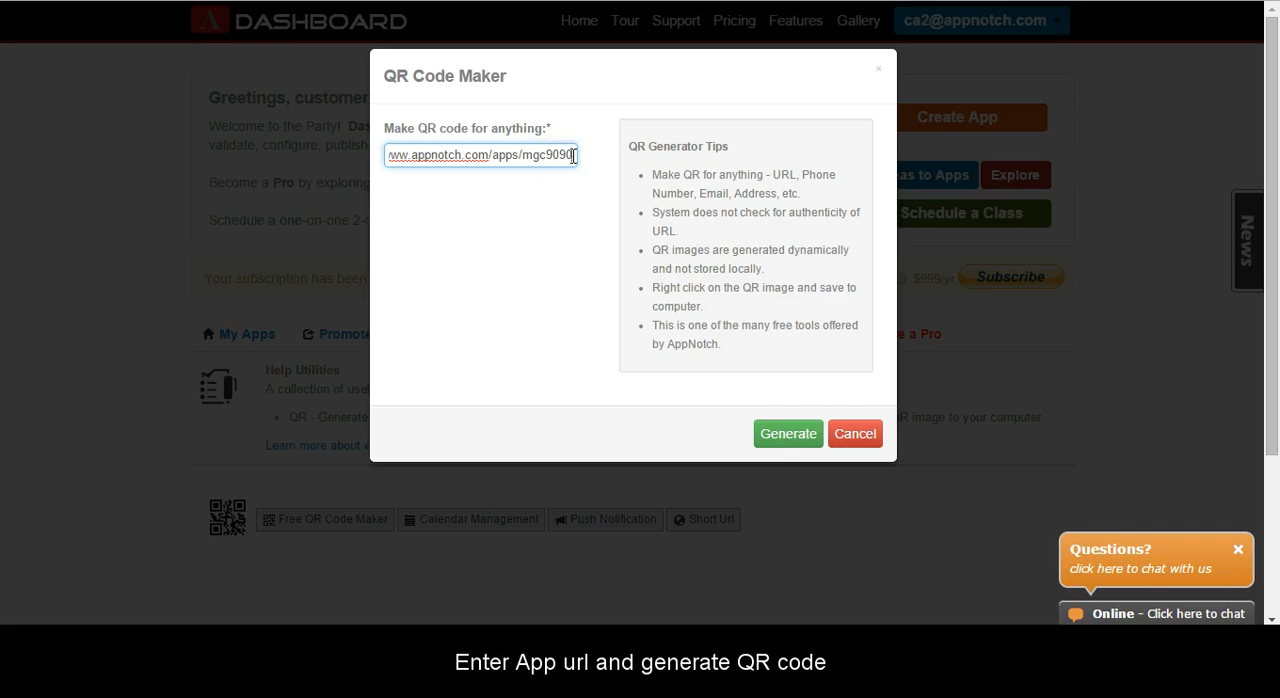 DASHBOARD
Home Tour Support Pricing Features Gallery ca2@appnotch.com
QR Code Maker
×
Greetings, customer
Welcome to the Party!
validate, configure, publish
Become a Pro by exploring
Schedule a one-on-one
Make QR code for anything:*
www.appnotch.com/apps/mgc9090
QR Generator Tips
Make QR for anything - URL, Phone
Number, Email, Address, etc.
System does not check for authenticity of
URL.
QR images are generated dynamically
and not stored locally.
Right click on the QR image and save to
computer.
This is one of the many free tools offered
by AppNotch.
Create App
as to Apps Explore
Schedule a Class
News
Your subscription has been
$999/yr Subscribe
My Apps Promote
e a Pro
Help Utilities
A collection of
QR - Generate
R image to your computer
Learn more about
Generate Cancel
Free QR Code Maker Calendar Management Push Notification Short Url
Questions?
click here to chat with us
Online - Click here to chat
Enter App url and generate QR code